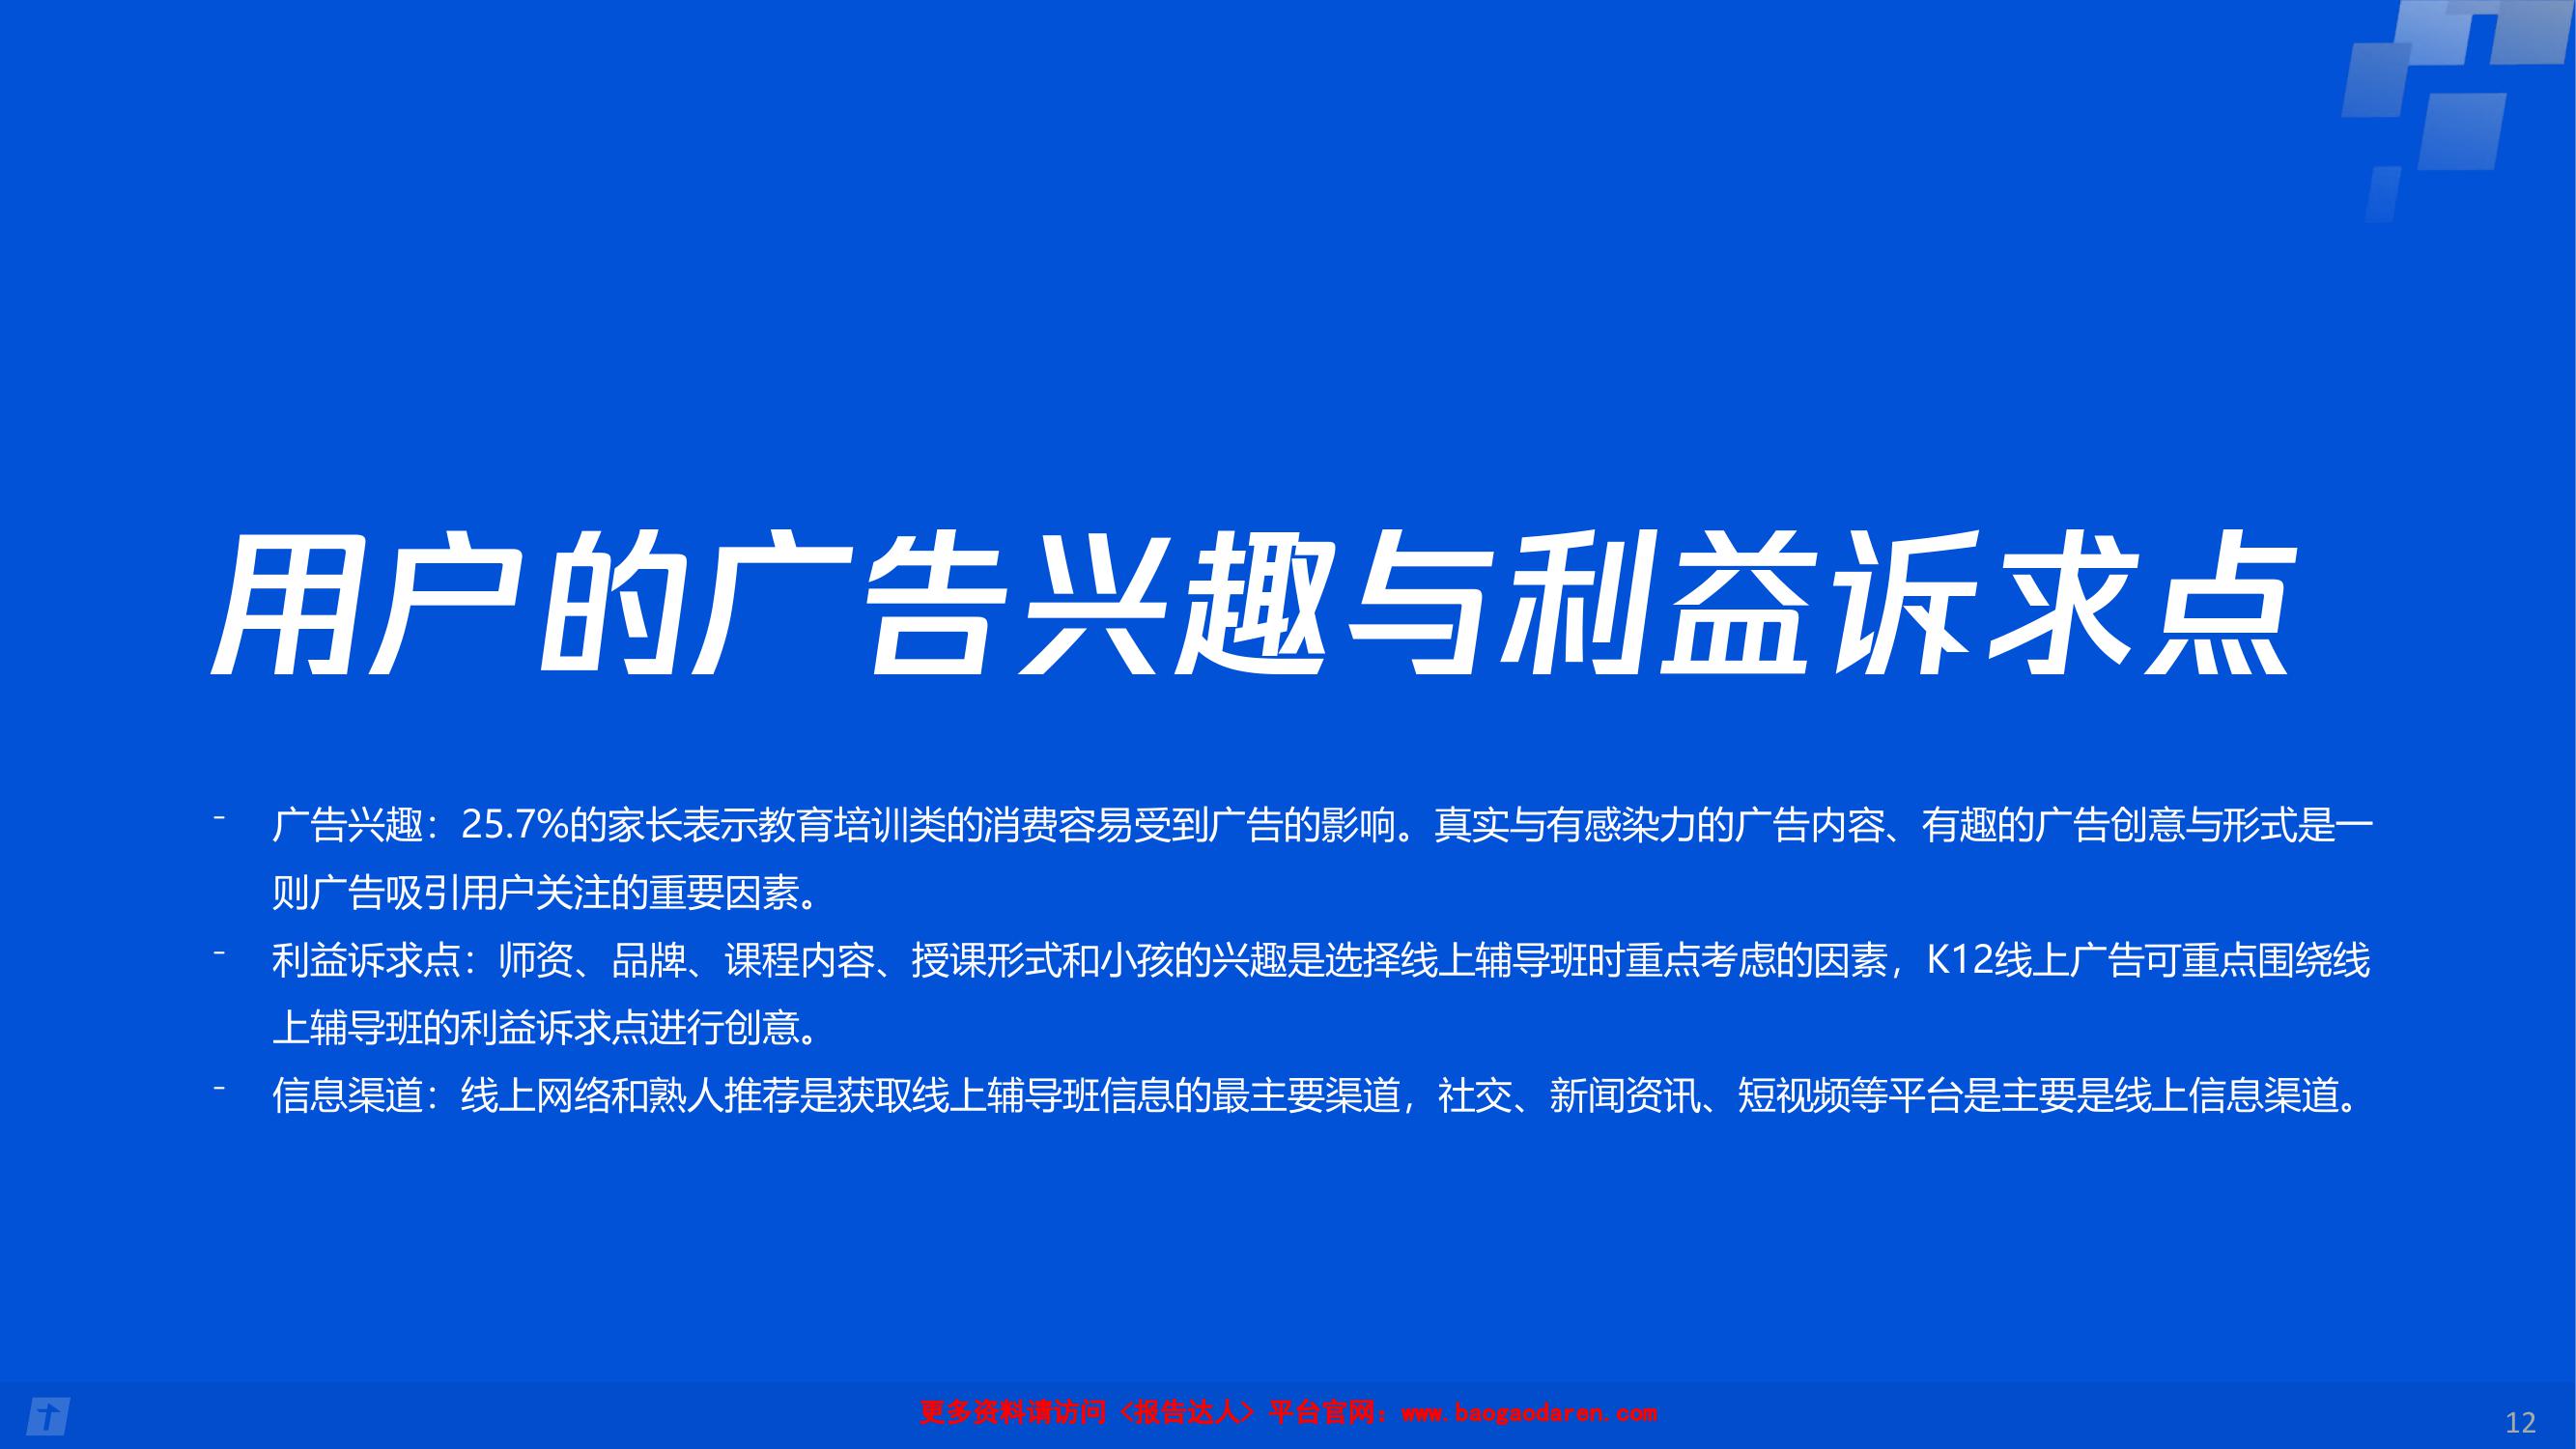 用户的广告兴趣与利益诉求点
- 广告兴趣：25.7%的家长表示教育培训类的消费容易受到广告的影响。真实与有感染力的广告内容、有趣的广告创意与形式是一
则广告吸引用户关注的重要因素。
- 利益诉求点：师资、品牌、课程内容、授课形式和小孩的兴趣是选择线上辅导班时重点考虑的因素，K12线上广告可重点围绕线
上辅导班的利益诉求点进行创意。
- 信息渠道：线上网络和熟人推荐是获取线上辅导班信息的最主要渠道，社交、新闻资讯、短视频等平台是主要是线上信息渠道。
更多资料请访问〈报告达人〉平台官网：www.baogaodaren.com
12